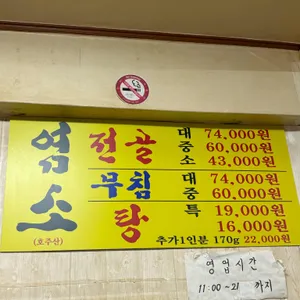 염소
(호주산)
전골 대 74,000원
중 60,000원
소 43,000원
무침 대 74,000원
중 60,000원
탕 특 19,000원
16,000원
추가1인분 170g 22,000원
영업시간
11:00~21 까지